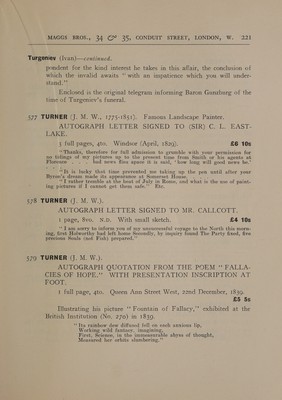 MAGGS BROS., 34 & 35, CONDUIT STREET, LONDON, W. 221
Turgeniev (Ivan)—continued.
pondent for the kind interest he takes in this affair, the conclusion of
which the invalid awaits "with an impatience which you will under-
stand."
Enclosed is the original telegram informing Baron Gunzburg of the
time of Turgeniev's funeral.
577 TURNER (J. M. W., 1775-1851). Famous Landscape Painter.
AUTOGRAPH LETTER SIGNED TO (SIR) C. L. EAST-
LAKE.
3 full pages, 4to. Windsor (April, 1829). £6 10s
"Thanks, therefore for full admission to grumble with your permission for
no tidings of my pictures up to the present time from Smith or his agents at
Florence . . . bad news flies apace it is said, 'how long will good news be.'
. . .
"It is lucky that time prevented me taking up the pen until after your
Byron's dream made its appearance at Somerset House.
"I rather tremble at the heat of July in Rome, and what is the use of paint-
ing pictures if I cannot get them safe." Etc.
578 TURNER (J. M. W.).
AUTOGRAPH LETTER SIGNED TO MR. CALLCOTT.
1 page, 8vo. N.D. With small sketch. £4 10s
"I am sorry to inform you of my unsuccessful voyage to the North this morn-
ing, first Holworthy had left home Secondly, by inquiry found The Party fixed, five
precious Souls (not Fish) prepared."
579 TURNER (J. M. W.).
AUTOGRAPH QUOTATION FROM THE POEM "FALLA-
CIES OF HOPE." WITH PRESENTATION INSCRIPTION AT
FOOT.
1 full page, 4to. Queen Ann Street West, 22nd December, 1839.
£5 5s
Illustrating his picture "Fountain of Fallacy," exhibited at the
British Institution (No. 270) in 1839.
"Its rainbow dew diffused fell on each anxious lip,
Working wild fantasy, imagining,
First, Science, in the immeasurable abyss of thought,
Measured her orbits slumbering."